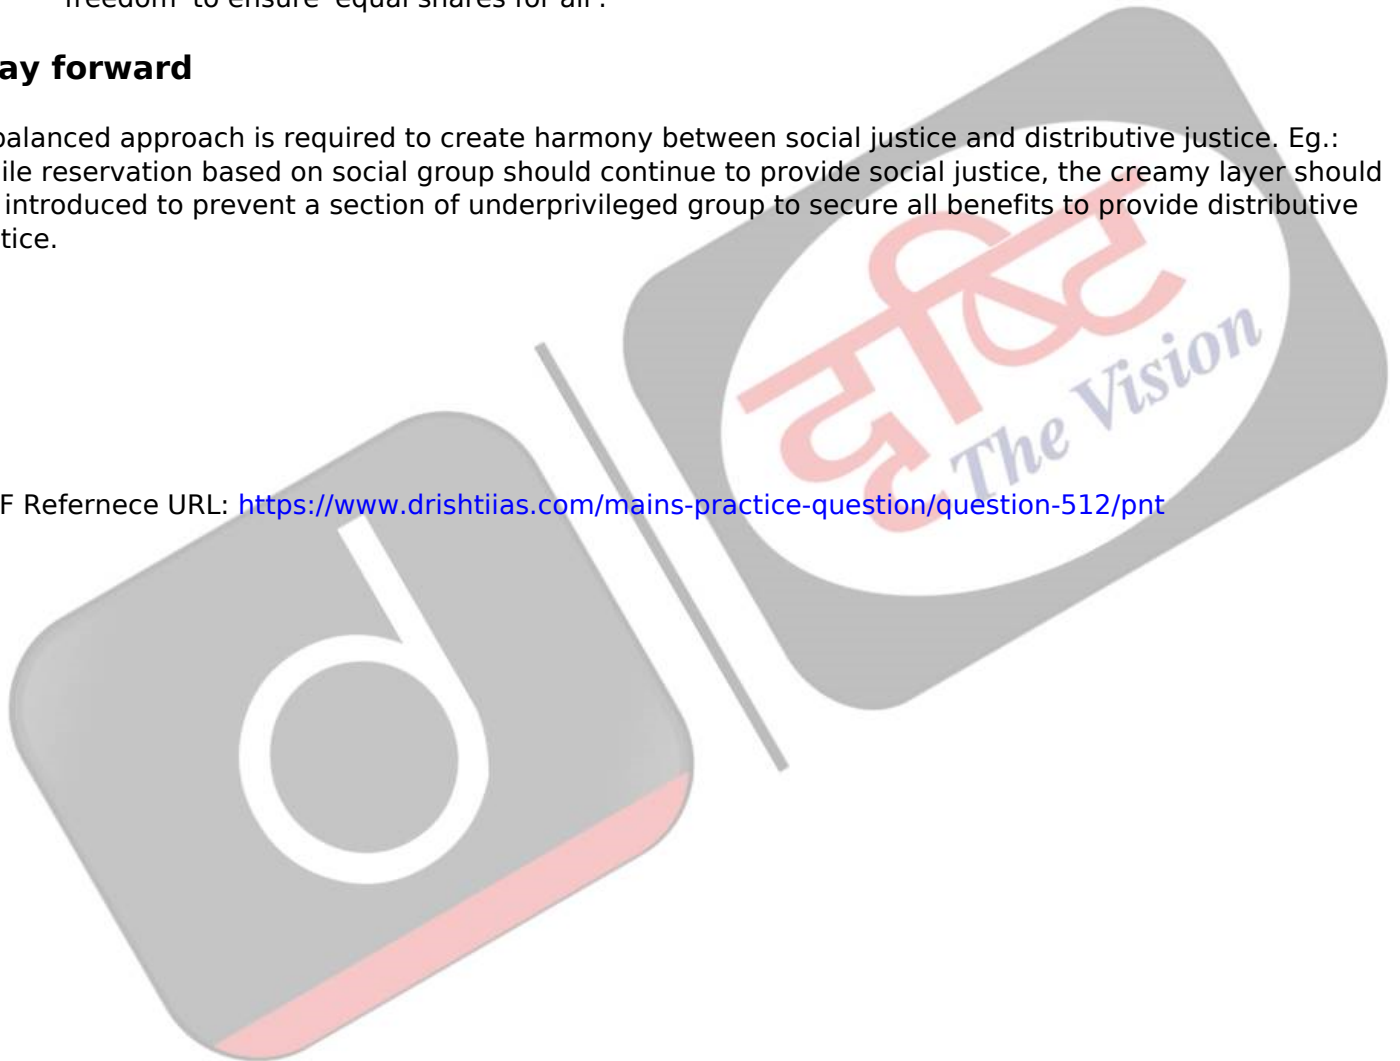 freedom' to ensure 'equal shares for all'.
ay forward
balanced approach is required to create harmony between social justice and distributive justice. Eg.:
ile reservation based on social group should continue to provide social justice, the creamy layer should
introduced to prevent a section of underprivileged group to secure all benefits to provide distributive
tice.
दृष्टि
The Vision
F Refernece URL: https://www.drishtiias.com/mains-practice-question/question-512/pnt
d